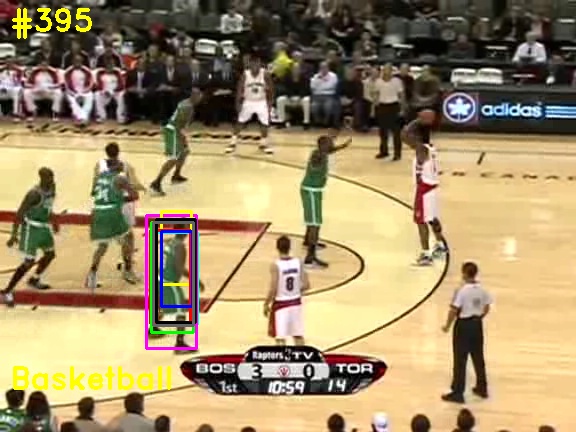 #395
adidas
8
Raptors TV
BOS 3 0 TOR
1st 10:59 14
Basketball